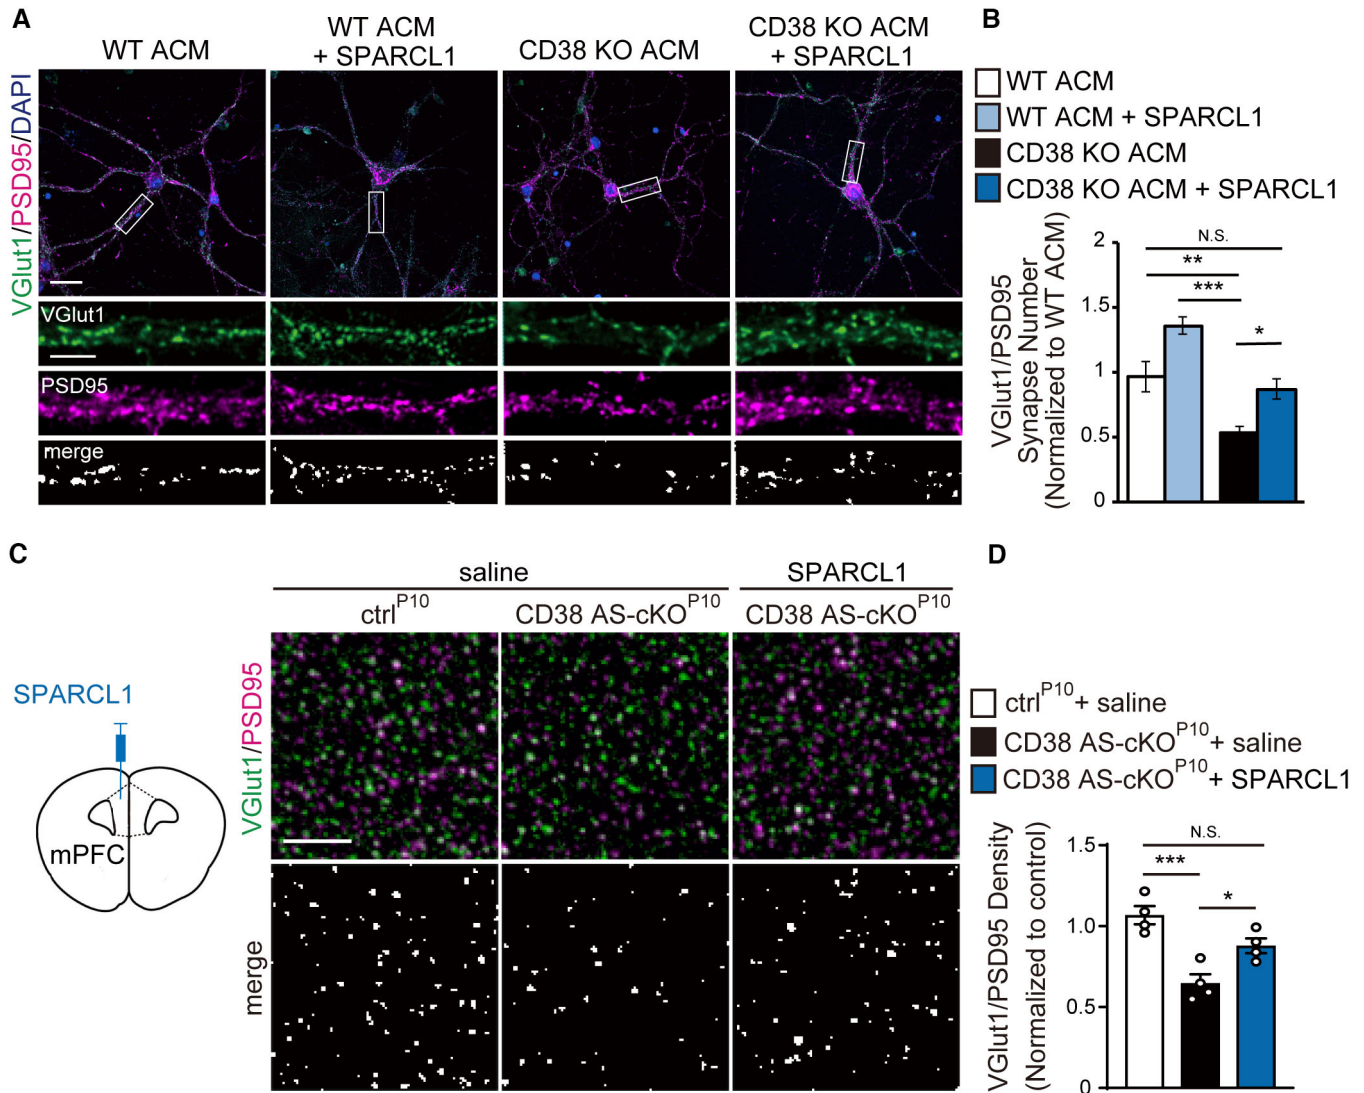 A
WT ACM
WT ACM
+ SPARCL1
CD38 KO ACM
CD38 KO ACM
+ SPARCL1
VGlut1/PSD95/DAPI
VGlut1
PSD95
merge
B
WT ACM
WT ACM + SPARCL1
CD38 KO ACM
CD38 KO ACM + SPARCL1
VGlut1/PSD95
Synapse Number
(Normalized to WT ACM)
2
1.5
1
0.5
0
N.S.
**
***
*
C
SPARCL1
mPFC
saline
SPARCL1
ctrl^P10
CD38 AS-cKO^P10
CD38 AS-cKO^P10
VGlut1/PSD95
merge
D
ctrl^P10 + saline
CD38 AS-cKO^P10 + saline
CD38 AS-cKO^P10 + SPARCL1
VGlut1/PSD95 Density
(Normalized to control)
1.5
1.0
0.5
0
N.S.
***
*